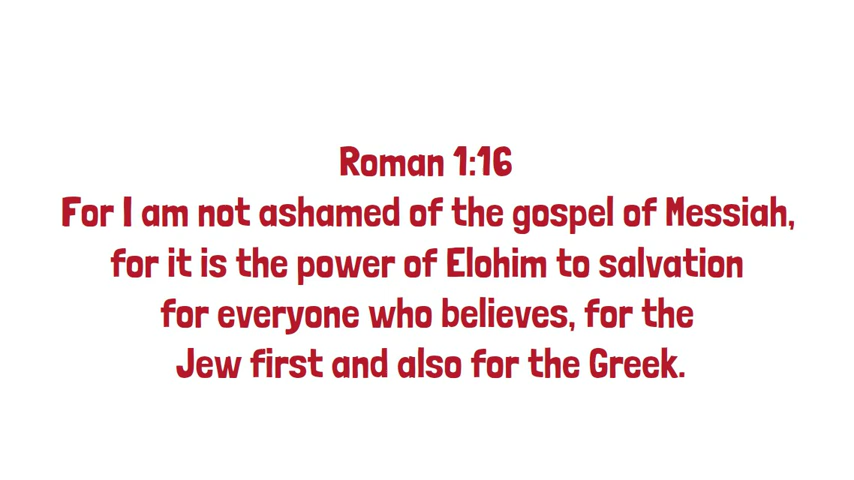 Roman 1:16
For I am not ashamed of the gospel of Messiah,
for it is the power of Elohim to salvation
for everyone who believes, for the
Jew first and also for the Greek.